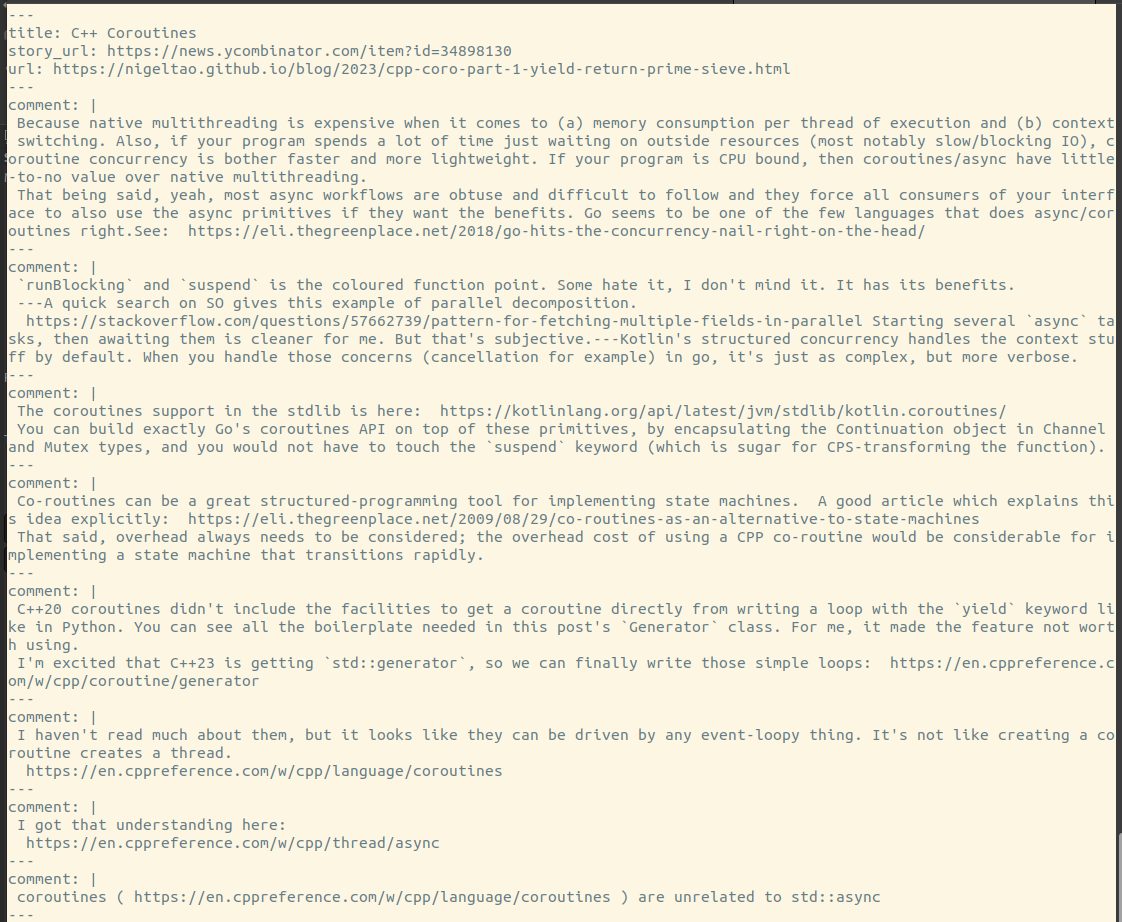 ---
title: C++ Coroutines
story_url: https://news.ycombinator.com/item?id=34898130
url: https://nigeltao.github.io/blog/2023/cpp-coro-part-1-yield-return-prime-sieve.html
---
comment: |
 Because native multithreading is expensive when it comes to (a) memory consumption per thread of execution and (b) context
 switching. Also, if your program spends a lot of time just waiting on outside resources (most notably slow/blocking IO), c
oroutine concurrency is bother faster and more lightweight. If your program is CPU bound, then coroutines/async have little
-to-no value over native multithreading.
 That being said, yeah, most async workflows are obtuse and difficult to follow and they force all consumers of your interf
ace to also use the async primitives if they want the benefits. Go seems to be one of the few languages that does async/cor
outines right.See:  https://eli.thegreenplace.net/2018/go-hits-the-concurrency-nail-right-on-the-head/
---
comment: |
 `runBlocking` and `suspend` is the coloured function point. Some hate it, I don't mind it. It has its benefits.
 ---A quick search on SO gives this example of parallel decomposition.
  https://stackoverflow.com/questions/57662739/pattern-for-fetching-multiple-fields-in-parallel Starting several `async` ta
sks, then awaiting them is cleaner for me. But that's subjective.---Kotlin's structured concurrency handles the context stu
ff by default. When you handle those concerns (cancellation for example) in go, it's just as complex, but more verbose.
---
comment: |
 The coroutines support in the stdlib is here:  https://kotlinlang.org/api/latest/jvm/stdlib/kotlin.coroutines/
 You can build exactly Go's coroutines API on top of these primitives, by encapsulating the Continuation object in Channel
and Mutex types, and you would not have to touch the `suspend` keyword (which is sugar for CPS-transforming the function).
---
comment: |
 Co-routines can be a great structured-programming tool for implementing state machines.  A good article which explains thi
s idea explicitly:  https://eli.thegreenplace.net/2009/08/29/co-routines-as-an-alternative-to-state-machines
 That said, overhead always needs to be considered; the overhead cost of using a CPP co-routine would be considerable for i
mplementing a state machine that transitions rapidly.
---
comment: |
 C++20 coroutines didn't include the facilities to get a coroutine directly from writing a loop with the `yield` keyword li
ke in Python. You can see all the boilerplate needed in this post's `Generator` class. For me, it made the feature not wort
h using.
 I'm excited that C++23 is getting `std::generator`, so we can finally write those simple loops:  https://en.cppreference.c
om/w/cpp/coroutine/generator
---
comment: |
 I haven't read much about them, but it looks like they can be driven by any event-loopy thing. It's not like creating a co
routine creates a thread.
  https://en.cppreference.com/w/cpp/language/coroutines
---
comment: |
 I got that understanding here:
  https://en.cppreference.com/w/cpp/thread/async
---
comment: |
 coroutines ( https://en.cppreference.com/w/cpp/language/coroutines ) are unrelated to std::async
---